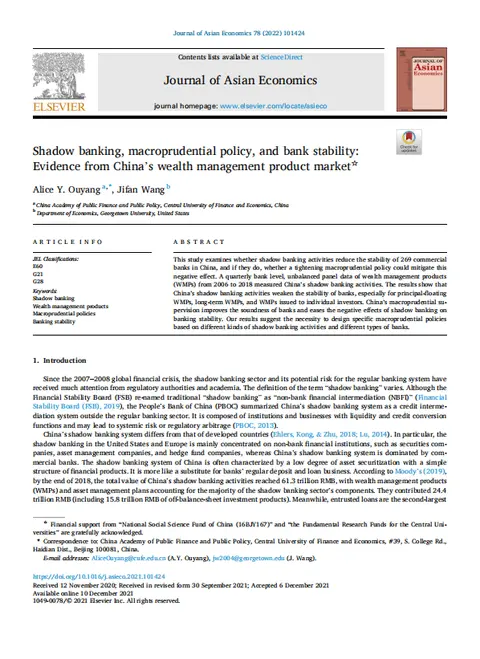 Journal of Asian Economics 78 (2022) 101424
Contents lists available at ScienceDirect
Journal of Asian Economics
journal homepage: www.elsevier.com/locate/asieco
ELSEVIER
JOURNAL OF
Asian
Economics
Check for
updates
Shadow banking, macroprudential policy, and bank stability:
Evidence from China's wealth management product market☆
Alice Y. Ouyang a,*, Jifan Wang b
a China Academy of Public Finance and Public Policy, Central University of Finance and Economics, China
b Department of Economics, Georgetown University, United States
ARTICLE INFO
JEL Classifications:
E60
G21
G28
Keywords:
Shadow banking
Wealth management products
Macroprudential policies
Banking stability
ABSTRACT
This study examines whether shadow banking activities reduce the stability of 269 commercial
banks in China, and if they do, whether a tightening macroprudential policy could mitigate this
negative effect. A quarterly bank level, unbalanced panel data of wealth management products
(WMPs) from 2006 to 2018 measured China's shadow banking activities. The results show that
China's shadow banking activities weaken the stability of banks, especially for principal-floating
WMPs, long-term WMPs, and WMPs issued to individual investors. China's macroprudential su-
pervision improves the soundness of banks and eases the negative effects of shadow banking on
banking stability. Our results suggest the necessity to design specific macroprudential policies
based on different kinds of shadow banking activities and different types of banks.
1. Introduction
Since the 2007–2008 global financial crisis, the shadow banking sector and its potential risk for the regular banking system have
received much attention from regulatory authorities and academia. The definition of the term "shadow banking" varies. Although the
Financial Stability Board (FSB) re-named traditional "shadow banking" as "non-bank financial intermediation (NBFI)" (Financial
Stability Board (FSB), 2019), the People's Bank of China (PBOC) summarized China's shadow banking system as a credit interme-
diation system outside the regular banking sector. It is composed of institutions and businesses with liquidity and credit conversion
functions and may lead to systemic risk or regulatory arbitrage (PBOC, 2013).
China's shadow banking system differs from that of developed countries (Ehlers, Kong, & Zhu, 2018; Lu, 2014). In particular, the
shadow banking in the United States and Europe is mainly concentrated on non-bank financial institutions, such as securities com-
panies, asset management companies, and hedge fund companies, whereas China's shadow banking system is dominated by com-
mercial banks. The shadow banking system of China is often characterized by a low degree of asset securitization with a simple
structure of financial products. It is more like a substitute for banks' regular deposit and loan business. According to Moody's (2019),
by the end of 2018, the total value of China's shadow banking activities reached 61.3 trillion RMB, with wealth management products
(WMPs) and asset management plans accounting for the majority of the shadow banking sector's components. They contributed 24.4
trillion RMB (including 15.8 trillion RMB of off-balance-sheet investment products). Meanwhile, entrusted loans are the second-largest
☆ Financial support from "National Social Science Fund of China (16BJY167)" and "the Fundamental Research Funds for the Central Uni-
versities" are gratefully acknowledged.
* Correspondence to: China Academy of Public Finance and Public Policy, Central University of Finance and Economics, #39, S. College Rd.,
Haidian Dist., Beijing 100081, China.
E-mail addresses: AliceOuyang@cufe.edu.cn (A.Y. Ouyang), jw2004@georgetown.edu (J. Wang).
https://doi.org/10.1016/j.asieco.2021.101424
Received 12 November 2020; Received in revised form 30 September 2021; Accepted 6 December 2021
Available online 10 December 2021
1049-0078/© 2021 Elsevier Inc. All rights reserved.